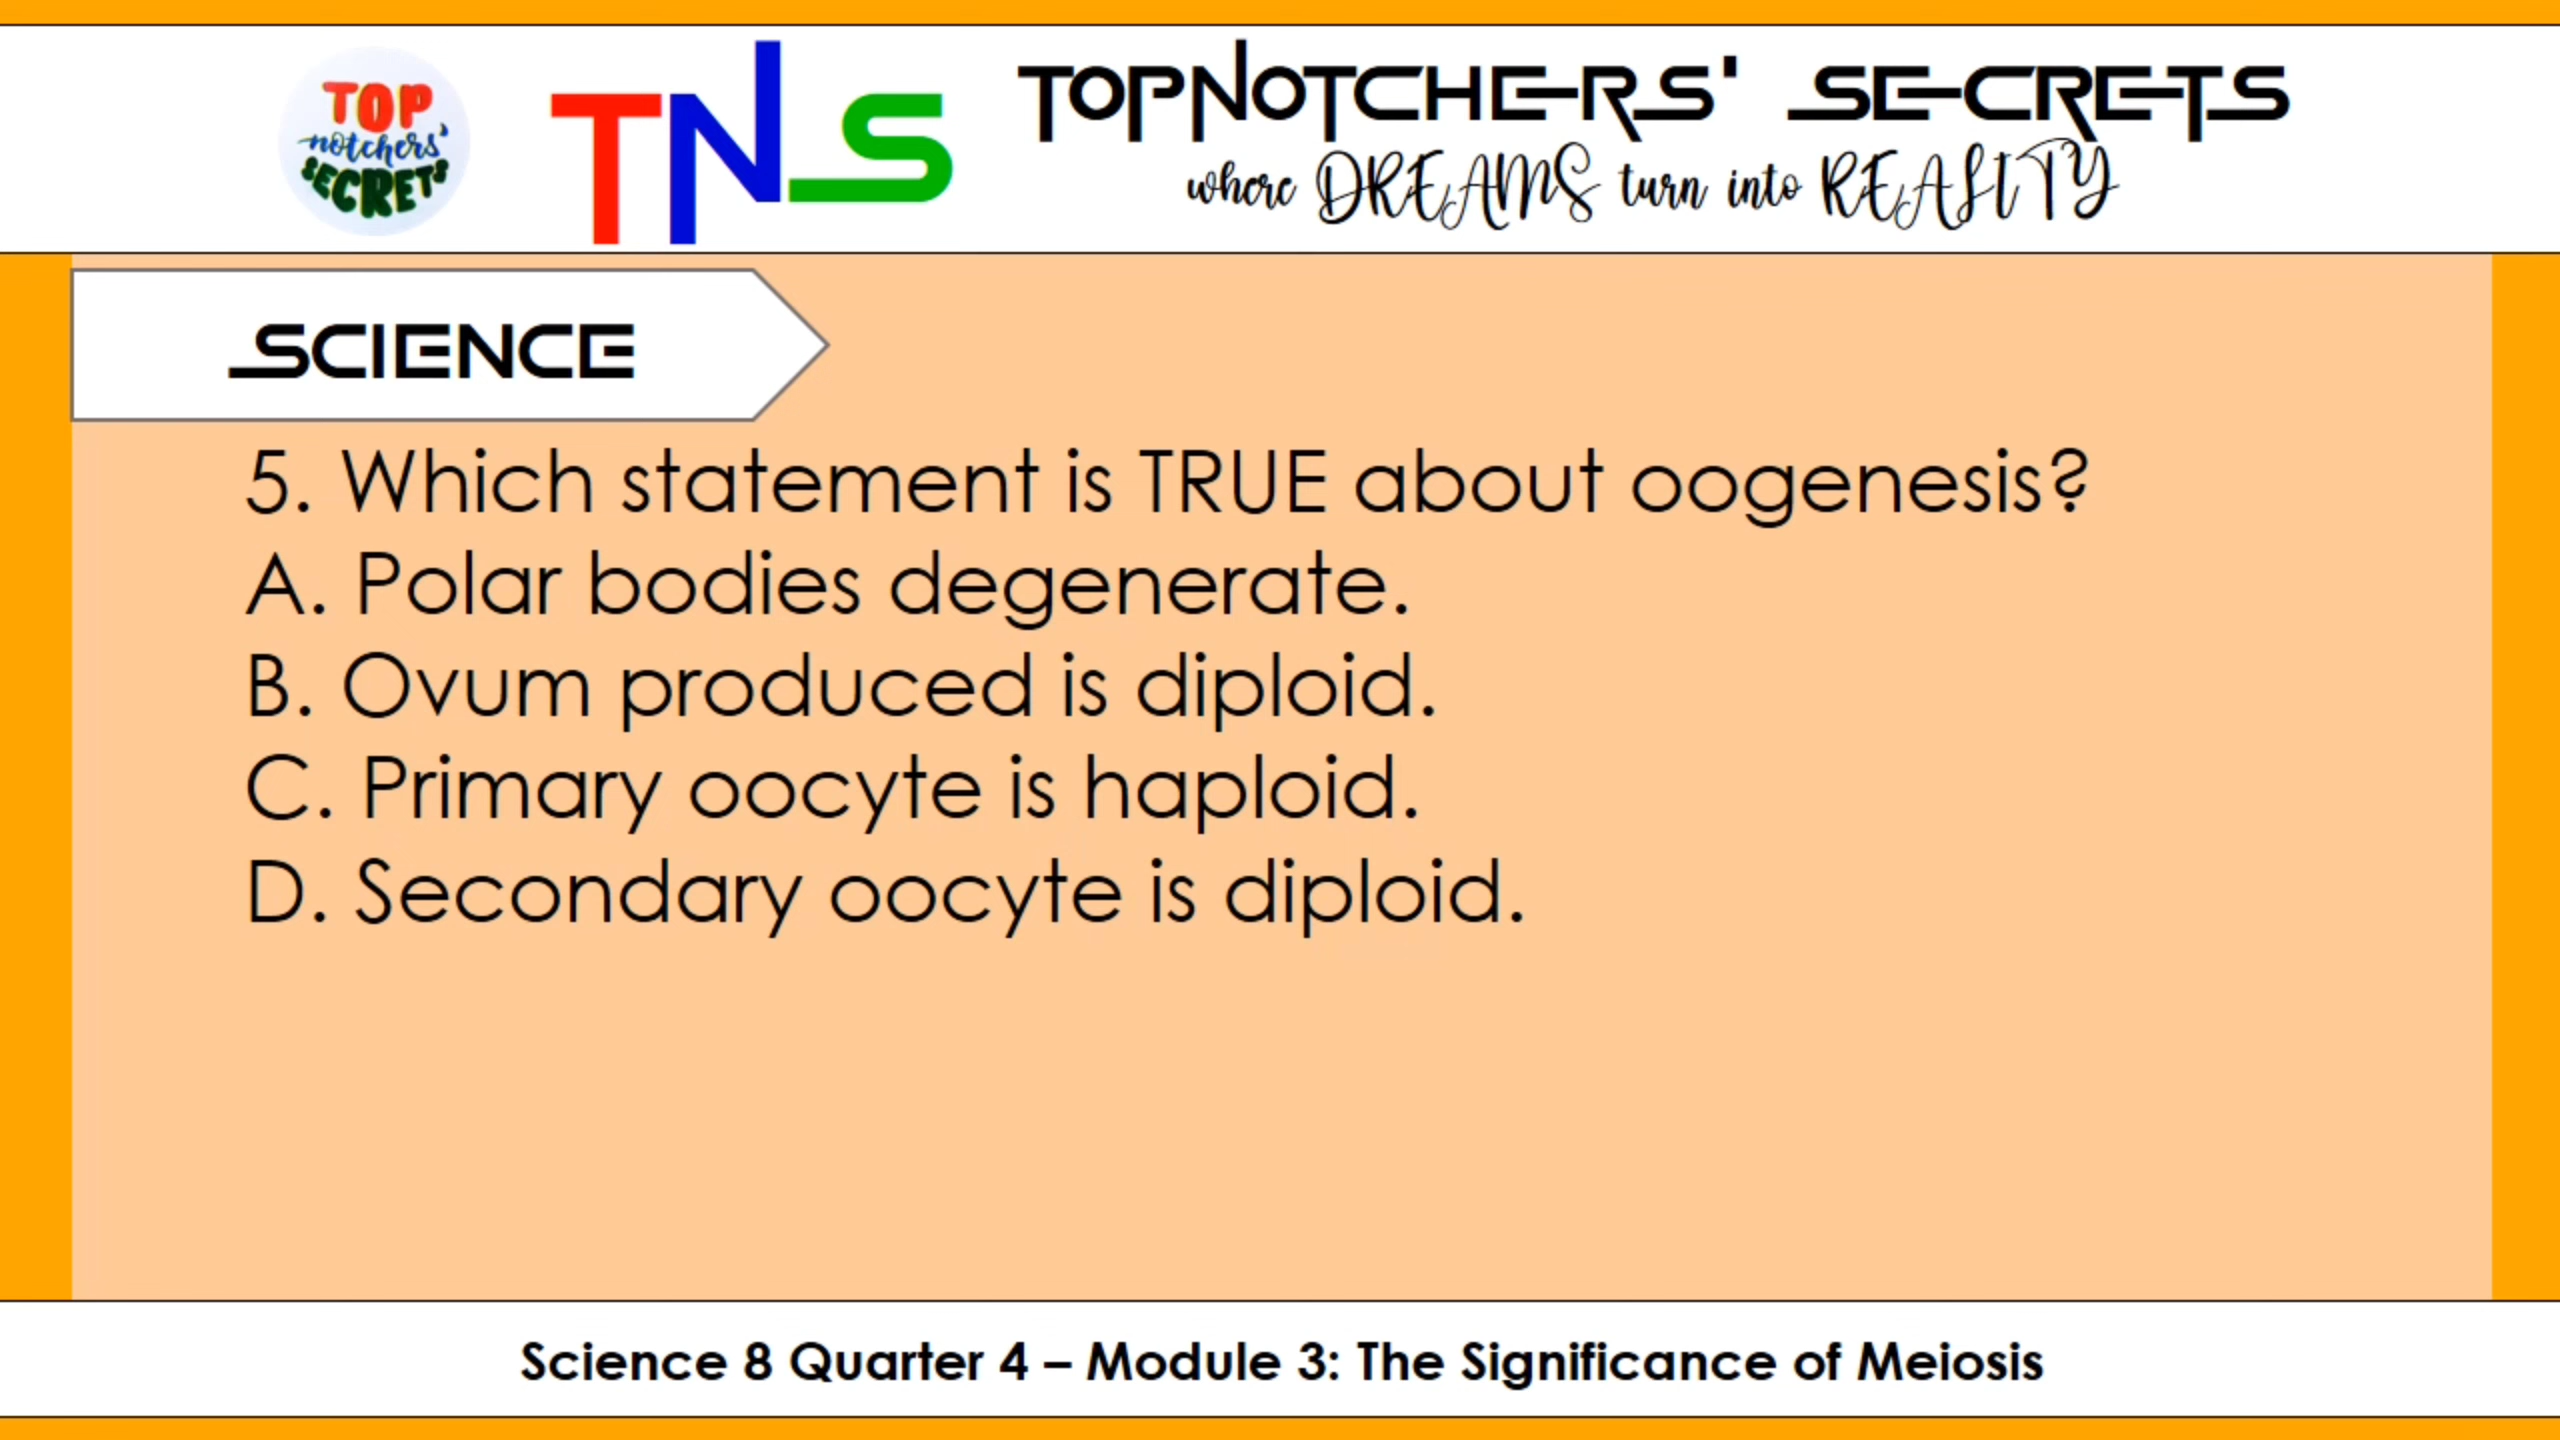 TOP
notchers'
SECRETS
TNS
TOPNOTCHERS' SECRETS
where DREAMS turn into REALITY
SCIENCE
5. Which statement is TRUE about oogenesis?
A. Polar bodies degenerate.
B. Ovum produced is diploid.
C. Primary oocyte is haploid.
D. Secondary oocyte is diploid.
Science 8 Quarter 4 – Module 3: The Significance of Meiosis